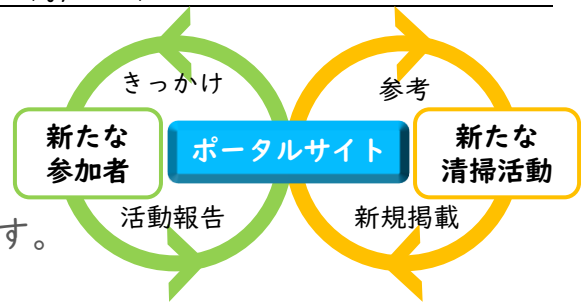 きっかけ
参考
新たな
参加者
ポータルサイト
新たな
清掃活動
活動報告
新規掲載
す。